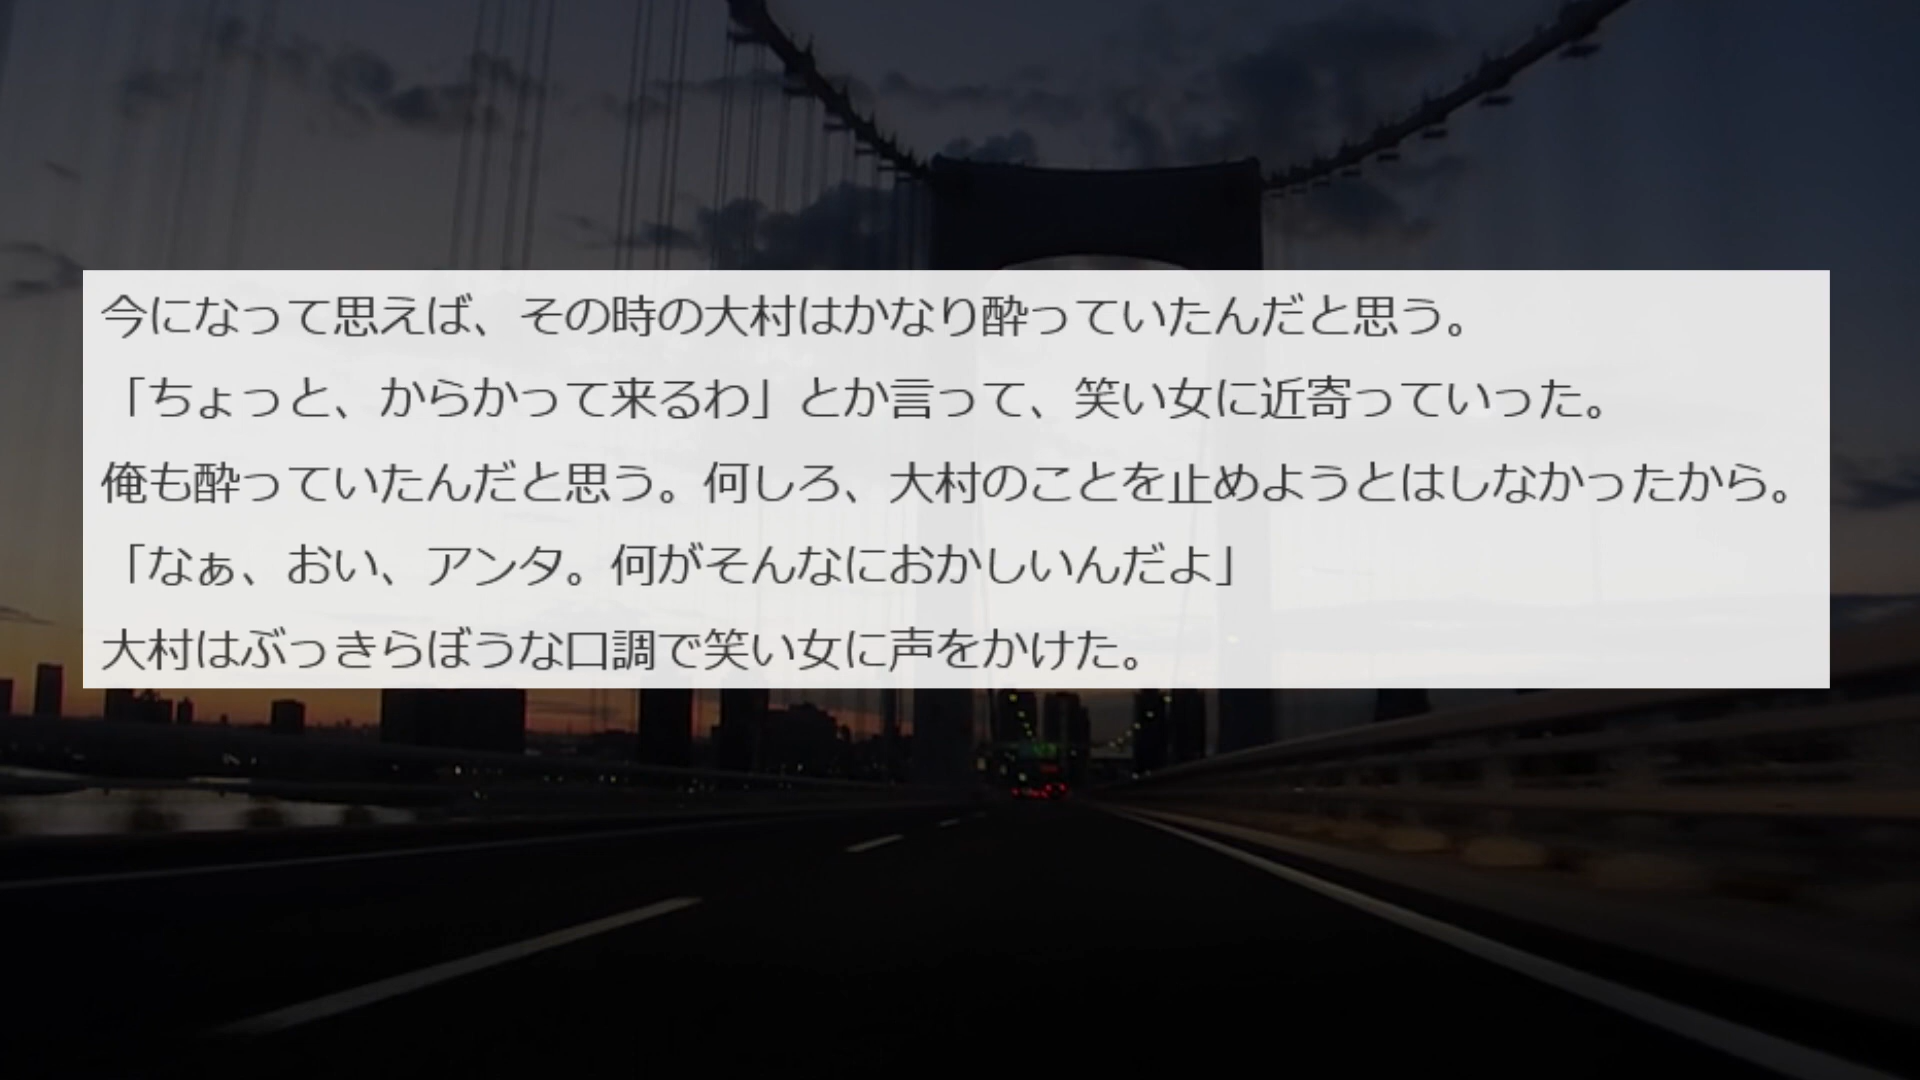 今になって思えば、その時の大村はかなり酔っていたんだと思う。
「ちょっと、からかって来るわ」とか言って、笑い女に近寄っていった。
俺も酔っていたんだと思う。何しろ、大村のことを止めようとはしなかったから。
「なぁ、おい、アンタ。何がそんなにおかしいんだよ」
大村はぶっきらぼうな口調で笑い女に声をかけた。